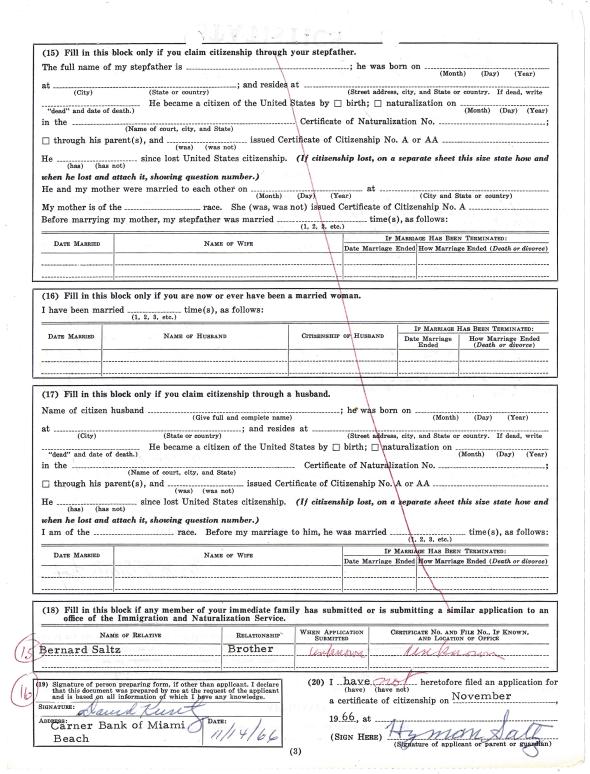 (15) Fill in this block only if you claim citizenship through your stepfather.
The full name of my stepfather is ; he was born on
(Month) (Day) (Year)
at ; and resides at
(City) (State or country) (Street address, city, and State or country. If dead, write
He became a citizen of the United States by ☐ birth; ☐ naturalization on
"dead" and date of death.) (Month) (Day) (Year)
in the Certificate of Naturalization No. ;
(Name of court, city, and State)
☐ through his parent(s), and issued Certificate of Citizenship No. A or AA
(was) (was not)
He since lost United States citizenship. (If citizenship lost, on a separate sheet this size state how and
(has) (has not)
when he lost and attach it, showing question number.)
He and my mother were married to each other on at
(Month) (Day) (Year) (City and State or country)
My mother is of the race. She (was, was not) issued Certificate of Citizenship No. A
Before marrying my mother, my stepfather was married time(s), as follows:
(1, 2, 3, etc.)
IF MARRIAGE HAS BEEN TERMINATED:
DATE MARRIED NAME OF WIFE Date Marriage Ended How Marriage Ended (Death or divorce)
(16) Fill in this block only if you are now or ever have been a married woman.
I have been married time(s), as follows:
(1, 2, 3, etc.)
IF MARRIAGE HAS BEEN TERMINATED:
DATE MARRIED NAME OF HUSBAND CITIZENSHIP OF HUSBAND Date Marriage How Marriage Ended
Ended (Death or divorce)
(17) Fill in this block only if you claim citizenship through a husband.
Name of citizen husband ; he was born on
(Give full and complete name) (Month) (Day) (Year)
at ; and resides at
(City) (State or country) (Street address, city, and State or country. If dead, write
He became a citizen of the United States by ☐ birth; ☐ naturalization on
"dead" and date of death.) (Month) (Day) (Year)
in the Certificate of Naturalization No. ;
(Name of court, city, and State)
☐ through his parent(s), and issued Certificate of Citizenship No. A or AA
(was) (was not)
He since lost United States citizenship. (If citizenship lost, on a separate sheet this size state how and
(has) (has not)
when he lost and attach it, showing question number.)
I am of the race. Before my marriage to him, he was married time(s), as follows:
(1, 2, 3, etc.)
IF MARRIAGE HAS BEEN TERMINATED:
DATE MARRIED NAME OF WIFE Date Marriage Ended How Marriage Ended (Death or divorce)
(18) Fill in this block if any member of your immediate family has submitted or is submitting a similar application to an
office of the Immigration and Naturalization Service.
NAME OF RELATIVE RELATIONSHIP WHEN APPLICATION SUBMITTED CERTIFICATE NO. AND FILE NO., IF KNOWN, AND LOCATION OF OFFICE
15 Bernard Saltz Brother unknown Unknown
16
(19) Signature of person preparing form, if other than applicant. I declare
that this document was prepared by me at the request of the applicant
and is based on all information of which I have any knowledge.
SIGNATURE:
ADDRESS: Carner Bank of Miami Beach
DATE: 11/14/66
(20) I have not heretofore filed an application for
(have) (have not)
a certificate of citizenship on November ,
1966, at
(SIGN HERE) Hyman Saltz
(Signature of applicant or parent or guardian)
(3)